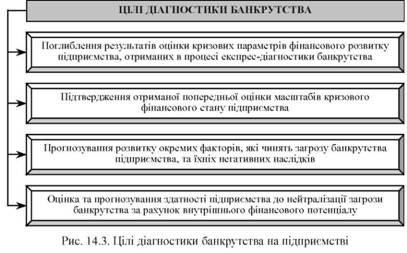 ЦІЛІ ДІАГНОСТИКИ БАНКРУТСТВА
Поглиблення результатів оцінки кризових параметрів фінансового розвитку
підприємства, отриманих в процесі експрес-діагностики банкрутства
Підтвердження отриманої попередньої оцінки масштабів кризового
фінансового стану підприємства
Прогнозування розвитку окремих факторів, які чинять загрозу банкрутства
підприємства, та їхніх негативних наслідків
Оцінка та прогнозування здатності підприємства до нейтралізації загрози
банкрутства за рахунок внутрішнього фінансового потенціалу
Рис. 14.3. Цілі діагностики банкрутства на підприємстві